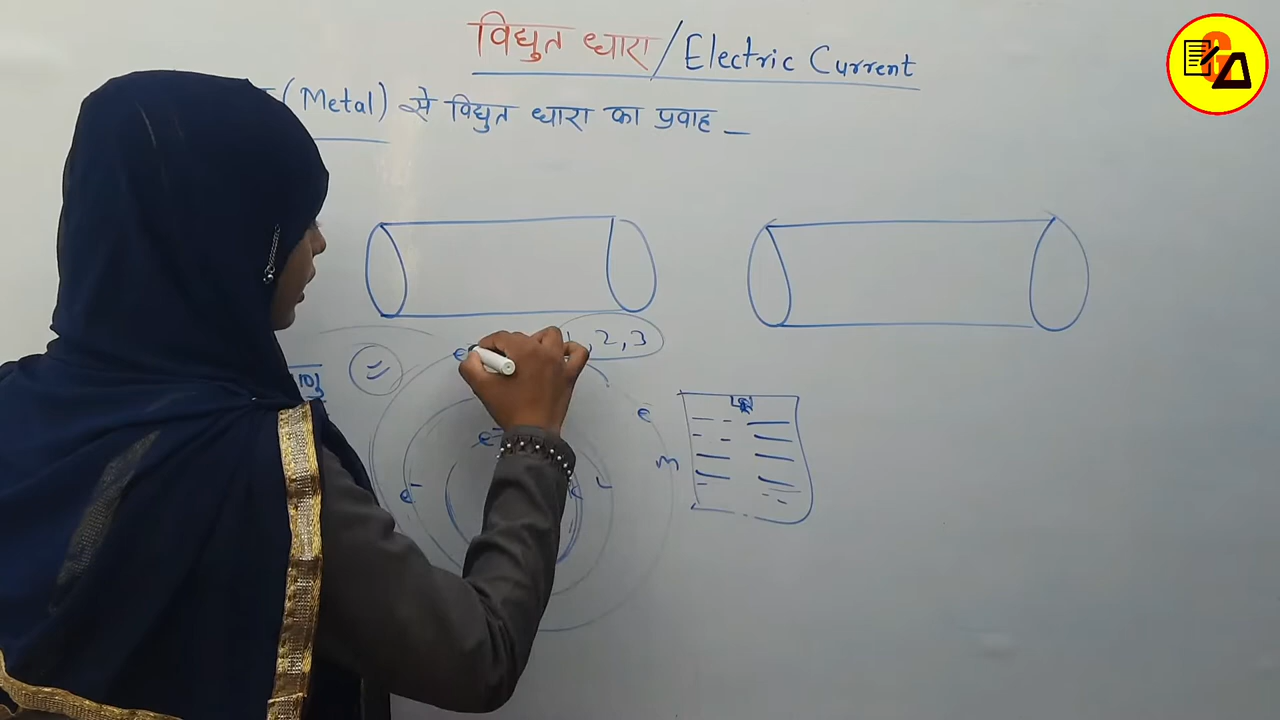 विद्युत धारा / Electric Current
(Metal) से विद्युत धारा का प्रवाह _
1, 2, 3
e
e
e⁻
m
e⁻
L